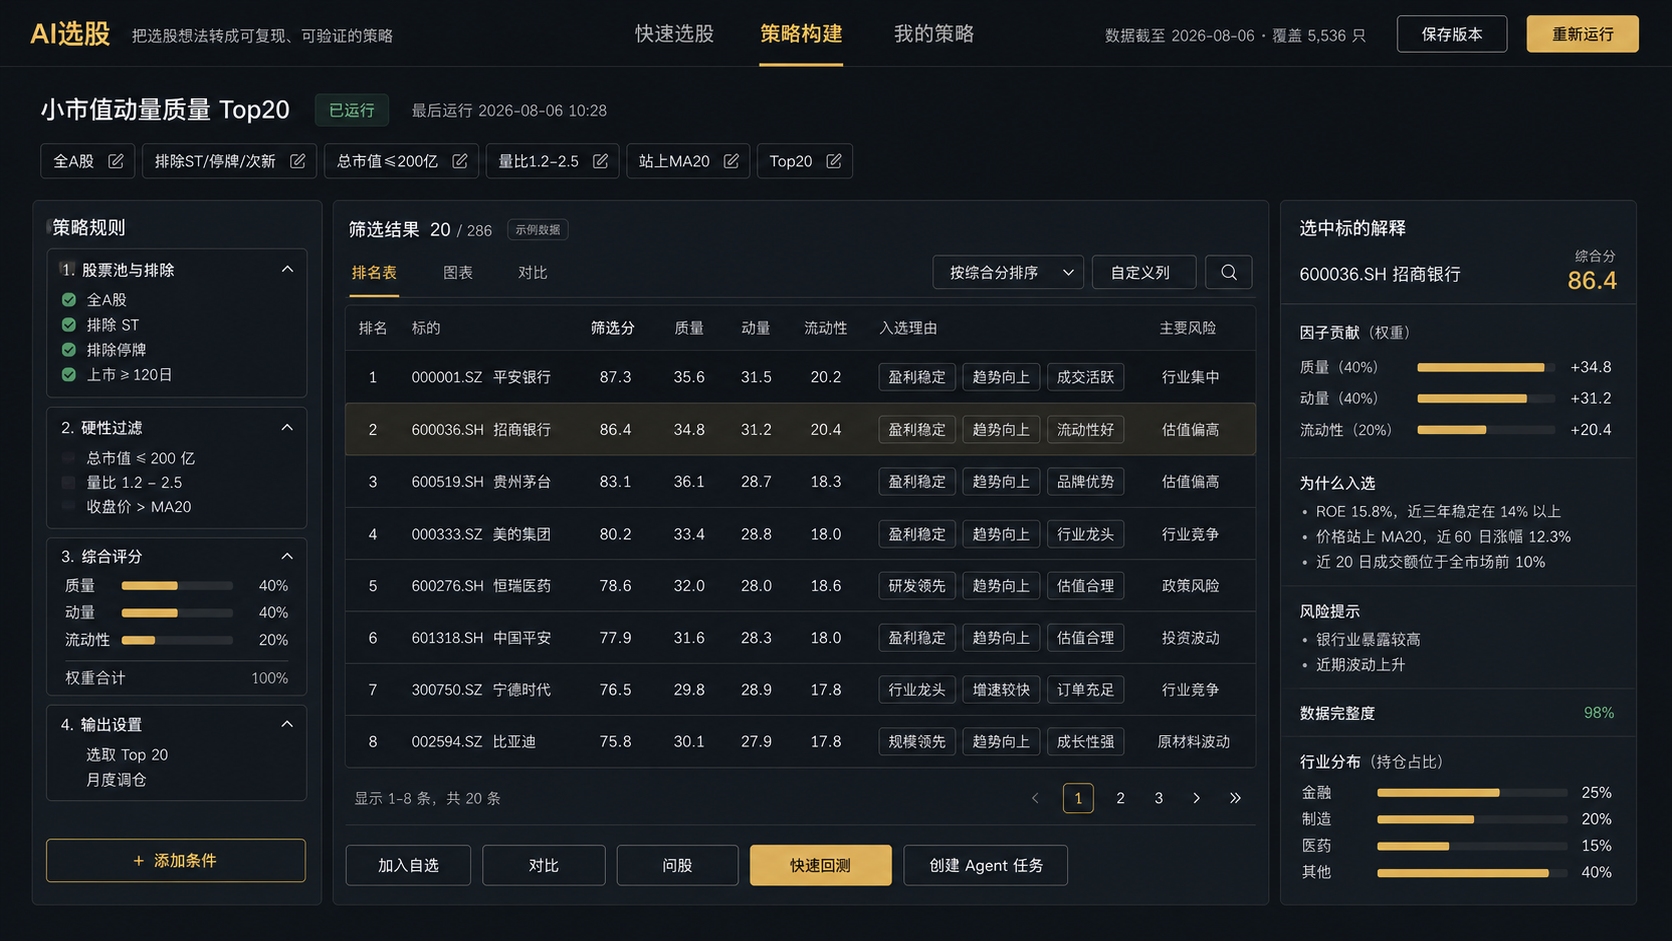 AI选股 把选股想法转成可复现、可验证的策略 快速选股 策略构建 我的策略 数据截至 2026-08-06 · 覆盖 5,536 只 保存版本 重新运行
小市值动量质量 Top20 已运行 最后运行 2026-08-06 10:28
全A股 排除ST/停牌/次新 总市值≤200亿 量比1.2-2.5 站上MA20 Top20
策略规则
1. 股票池与排除
全A股
排除 ST
排除停牌
上市 ≥ 120日
2. 硬性过滤
总市值 ≤ 200 亿
量比 1.2 – 2.5
收盘价 > MA20
3. 综合评分
质量 40%
动量 40%
流动性 20%
权重合计 100%
4. 输出设置
选取 Top 20
月度调仓
+ 添加条件
筛选结果 20 / 286 示例数据
排名表 图表 对比 按综合分排序 自定义列
排名 标的 筛选分 质量 动量 流动性 入选理由 主要风险
1 000001.SZ 平安银行 87.3 35.6 31.5 20.2 盈利稳定 趋势向上 成交活跃 行业集中
2 600036.SH 招商银行 86.4 34.8 31.2 20.4 盈利稳定 趋势向上 流动性好 估值偏高
3 600519.SH 贵州茅台 83.1 36.1 28.7 18.3 盈利稳定 趋势向上 品牌优势 估值偏高
4 000333.SZ 美的集团 80.2 33.4 28.8 18.0 盈利稳定 趋势向上 行业龙头 行业竞争
5 600276.SH 恒瑞医药 78.6 32.0 28.0 18.6 研发领先 趋势向上 估值合理 政策风险
6 601318.SH 中国平安 77.9 31.6 28.3 18.0 盈利稳定 趋势向上 估值合理 投资波动
7 300750.SZ 宁德时代 76.5 29.8 28.9 17.8 行业龙头 增速较快 订单充足 行业竞争
8 002594.SZ 比亚迪 75.8 30.1 27.9 17.8 规模领先 趋势向上 成长性强 原材料波动
显示 1-8 条，共 20 条 1 2 3
加入自选 对比 问股 快速回测 创建 Agent 任务
选中标的解释
600036.SH 招商银行 综合分 86.4
因子贡献（权重）
质量（40%） +34.8
动量（40%） +31.2
流动性（20%） +20.4
为什么入选
• ROE 15.8%，近三年稳定在 14% 以上
• 价格站上 MA20，近 60 日涨幅 12.3%
• 近 20 日成交额位于全市场前 10%
风险提示
• 银行业暴露较高
• 近期波动上升
数据完整度 98%
行业分布（持仓占比）
金融 25%
制造 20%
医药 15%
其他 40%